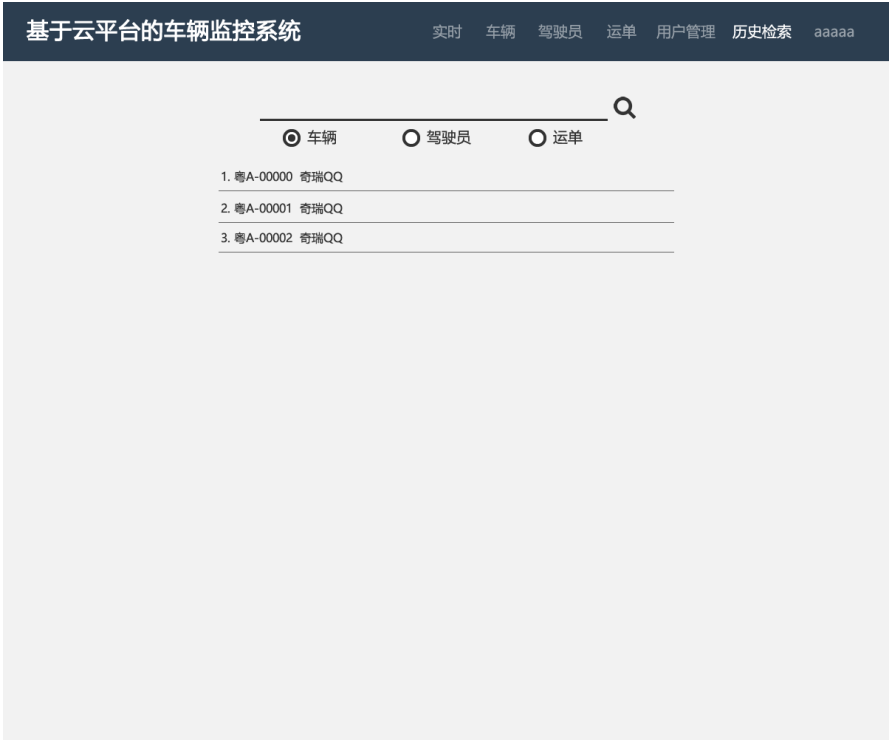 基于云平台的车辆监控系统 实时 车辆 驾驶员 运单 用户管理 历史检索 aaaaa
车辆 驾驶员 运单
1. 粤A-00000 奇瑞QQ
2. 粤A-00001 奇瑞QQ
3. 粤A-00002 奇瑞QQ